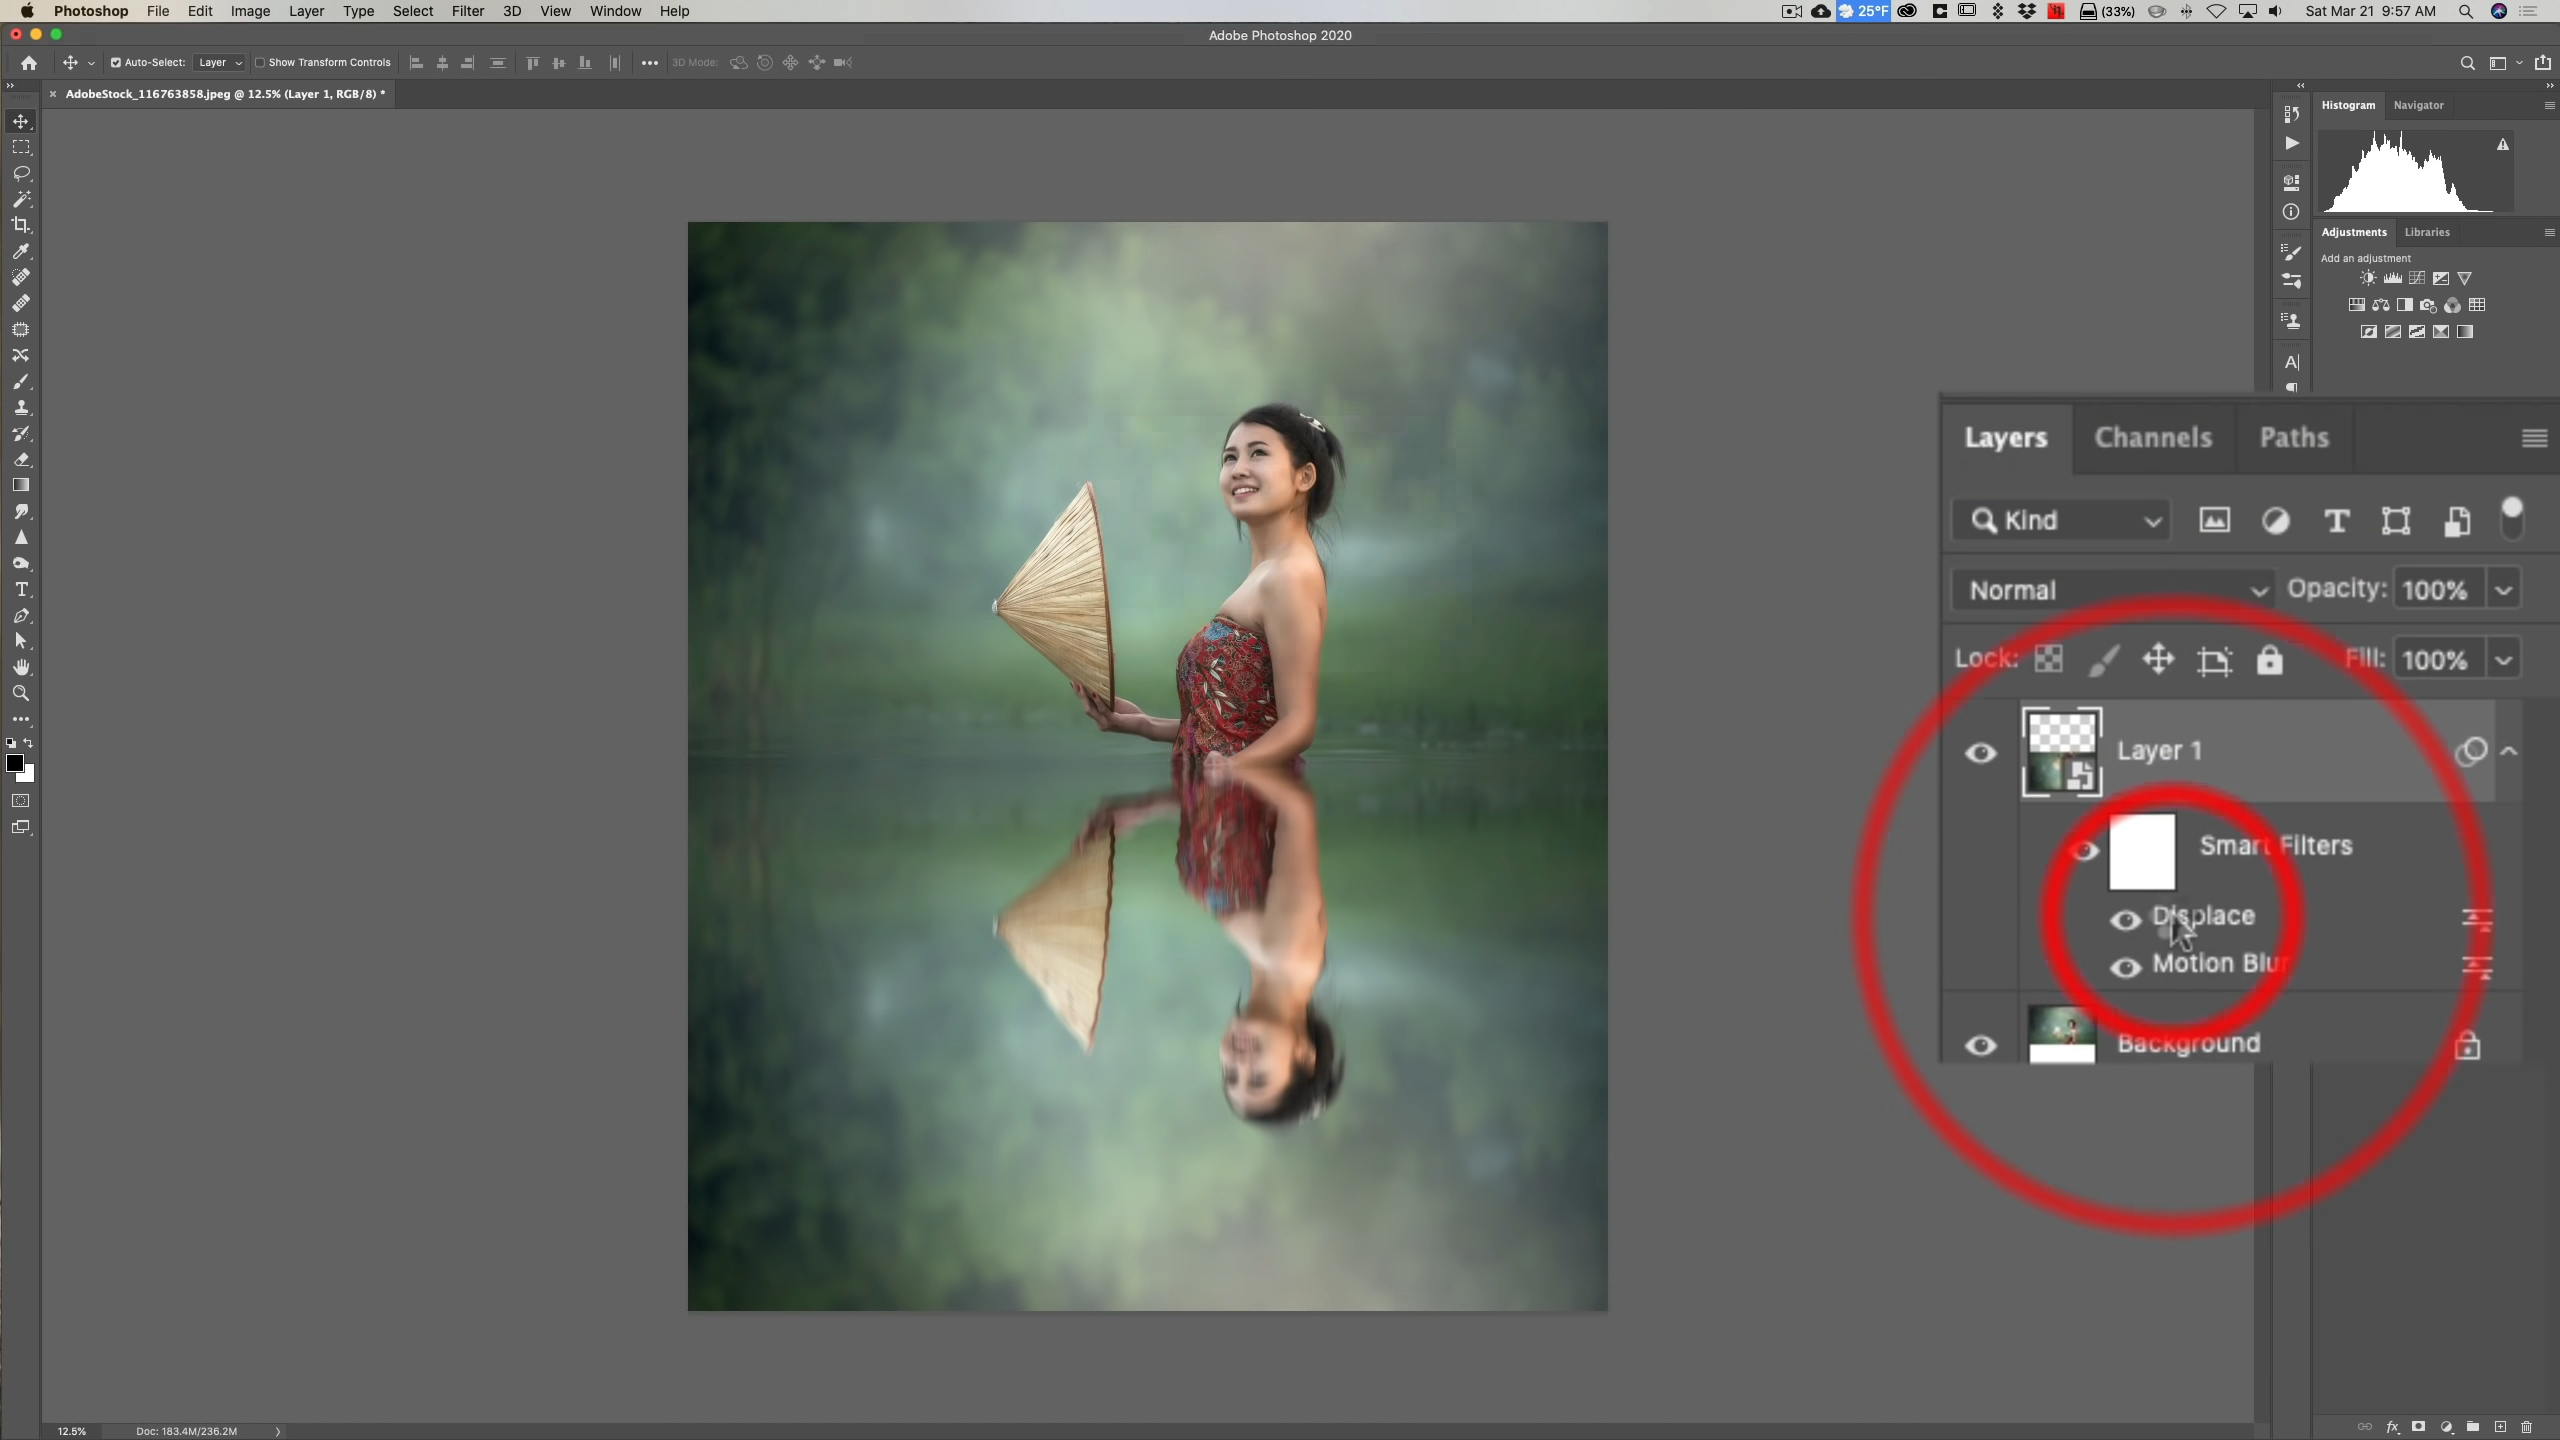 Photoshop File Edit Image Layer Type Select Filter 3D View Window Help
25°F (33%) Sat Mar 21 9:57 AM
Adobe Photoshop 2020
Auto-Select: Layer Show Transform Controls 3D Mode:
AdobeStock_116763858.jpeg @ 12.5% (Layer 1, RGB/8) *
Histogram Navigator
Adjustments Libraries
Add an adjustment
Layers Channels Paths
Kind
Normal Opacity: 100%
Lock: Fill: 100%
Layer 1
Smart Filters
Displace
Motion Blur
Background
12.5% Doc: 183.4M/236.2M